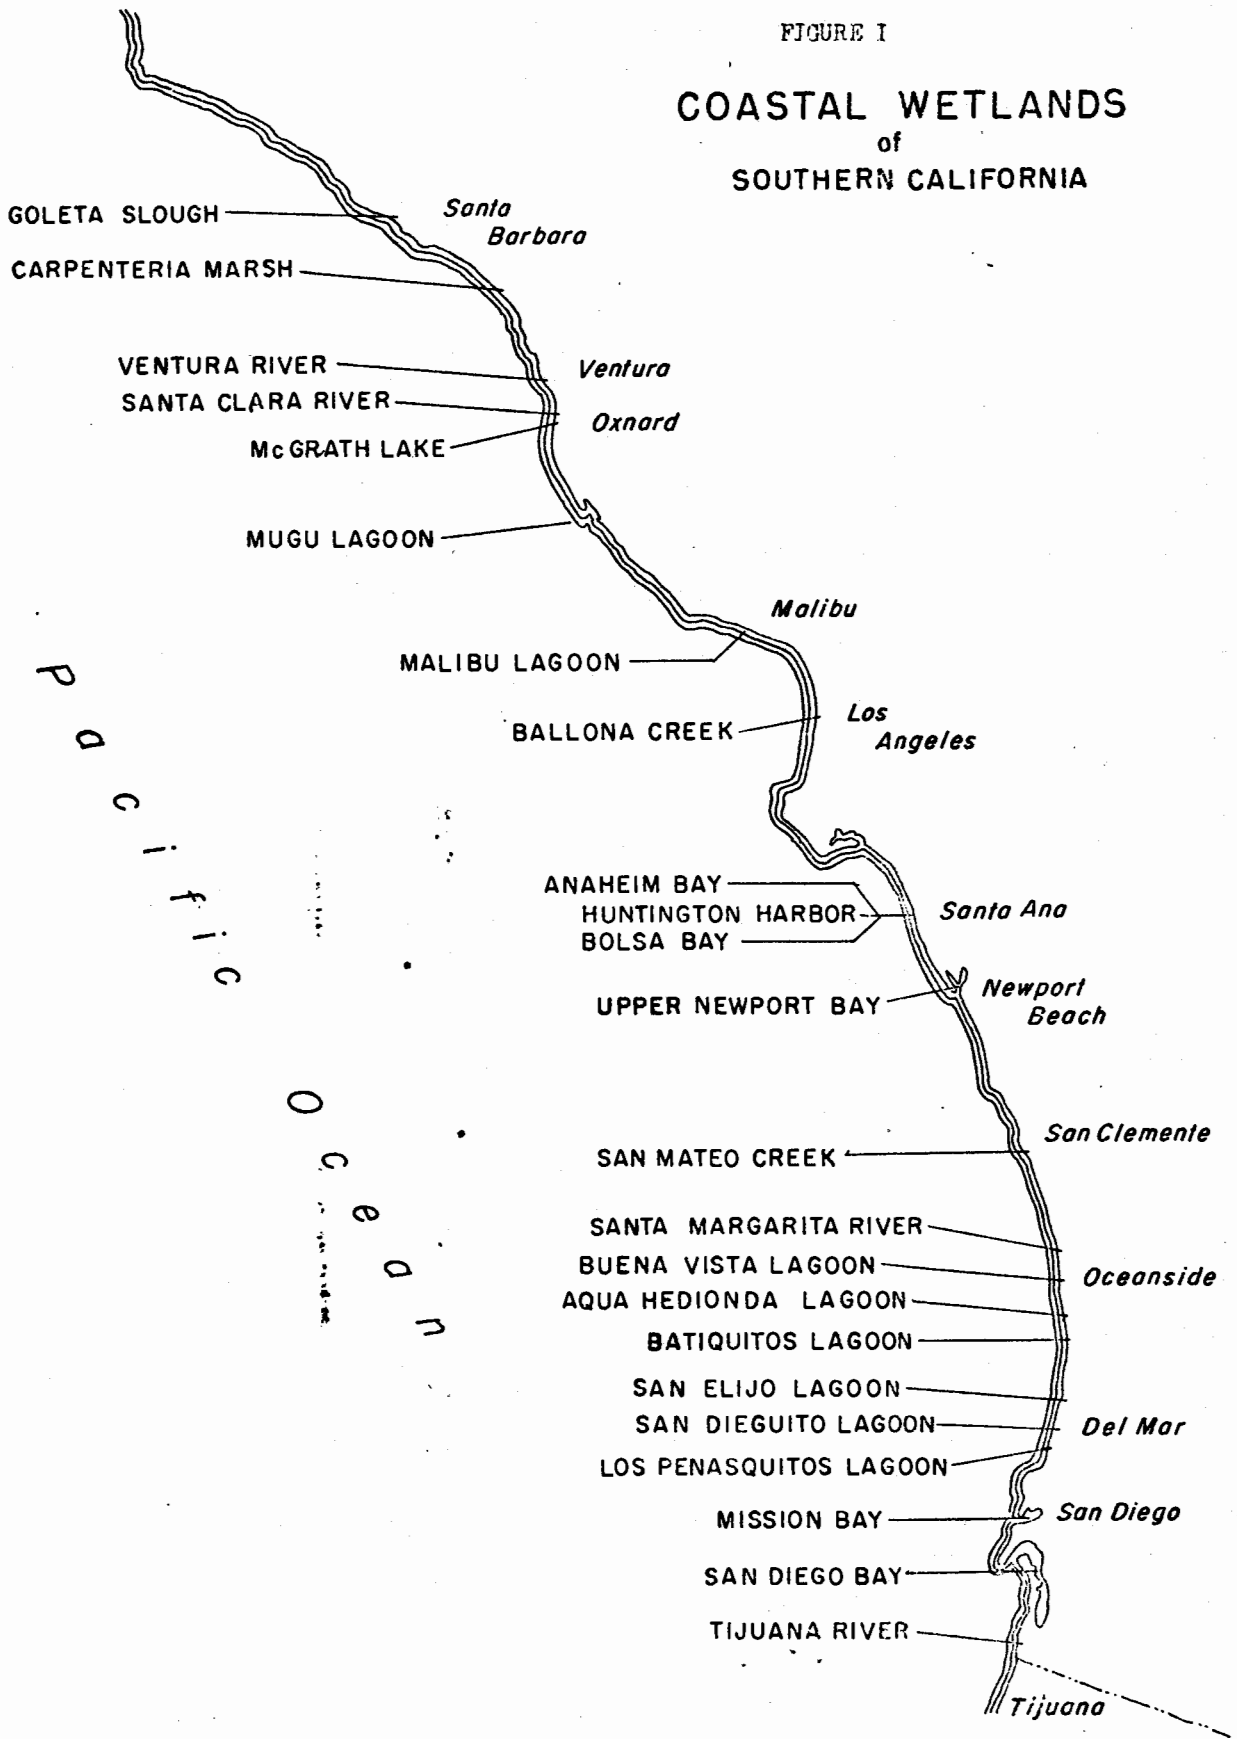 FIGURE I
COASTAL WETLANDS
of
SOUTHERN CALIFORNIA
GOLETA SLOUGH
Santa
Barbara
CARPENTERIA MARSH
VENTURA RIVER
Ventura
SANTA CLARA RIVER
Oxnard
McGRATH LAKE
MUGU LAGOON
Malibu
MALIBU LAGOON
Los
Angeles
BALLONA CREEK
Pacific Ocean
ANAHEIM BAY
HUNTINGTON HARBOR
Santa Ana
BOLSA BAY
UPPER NEWPORT BAY
Newport
Beach
San Clemente
SAN MATEO CREEK
SANTA MARGARITA RIVER
BUENA VISTA LAGOON
Oceanside
AQUA HEDIONDA LAGOON
BATIQUITOS LAGOON
SAN ELIJO LAGOON
SAN DIEGUITO LAGOON
Del Mar
LOS PENASQUITOS LAGOON
MISSION BAY
San Diego
SAN DIEGO BAY
TIJUANA RIVER
Tijuana